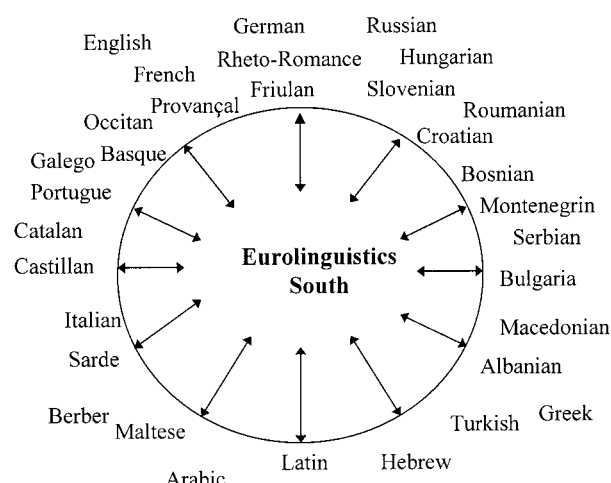 German
Russian
English
Rheto-Romance
Hungarian
French
Friulan
Slovenian
Provançal
Roumanian
Occitan
Croatian
Galego
Basque
Bosnian
Portugue
Montenegrin
Catalan
Serbian
Eurolinguistics
South
Castillan
Bulgaria
Italian
Macedonian
Sarde
Albanian
Berber
Maltese
Turkish
Greek
Latin
Hebrew
Arabic